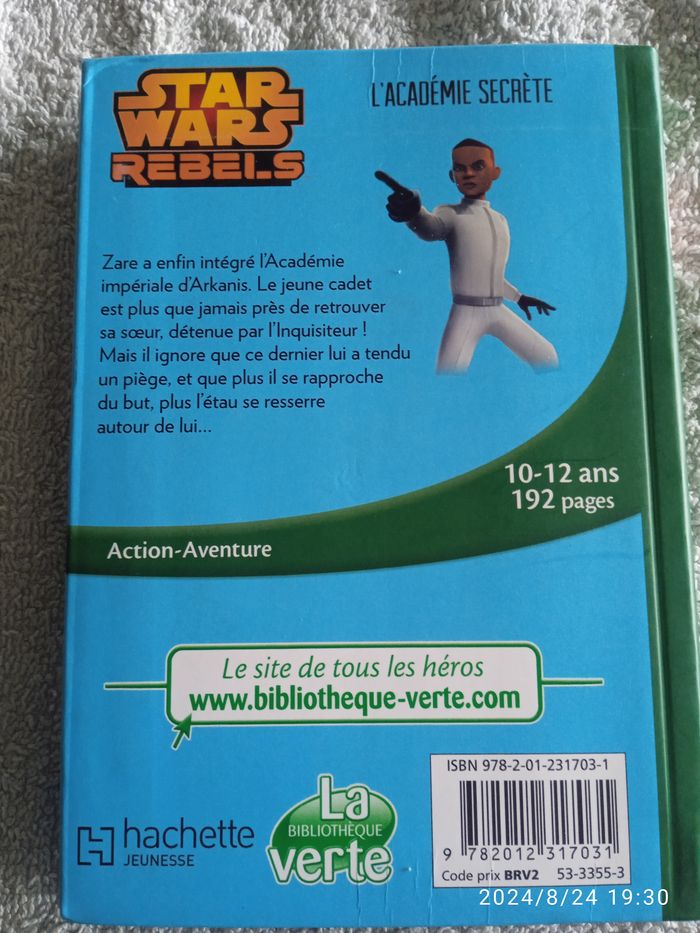 STAR
WARS
REBELS
L'ACADÉMIE SECRÈTE
Zare a enfin intégré l'Académie
impériale d'Arkanis. Le jeune cadet
est plus que jamais près de retrouver
sa sœur, détenue par l'Inquisiteur !
Mais il ignore que ce dernier lui a tendu
un piège, et que plus il se rapproche
du but, plus l'étau se resserre
autour de lui...
10-12 ans
192 pages
Action-Aventure
Le site de tous les héros
www.bibliotheque-verte.com
hachette
JEUNESSE
La
BIBLIOTHÈQUE
verte
ISBN 978-2-01-231703-1
9 782012 317031
Code prix BRV2 53-3355-3
2024/8/24 19:30